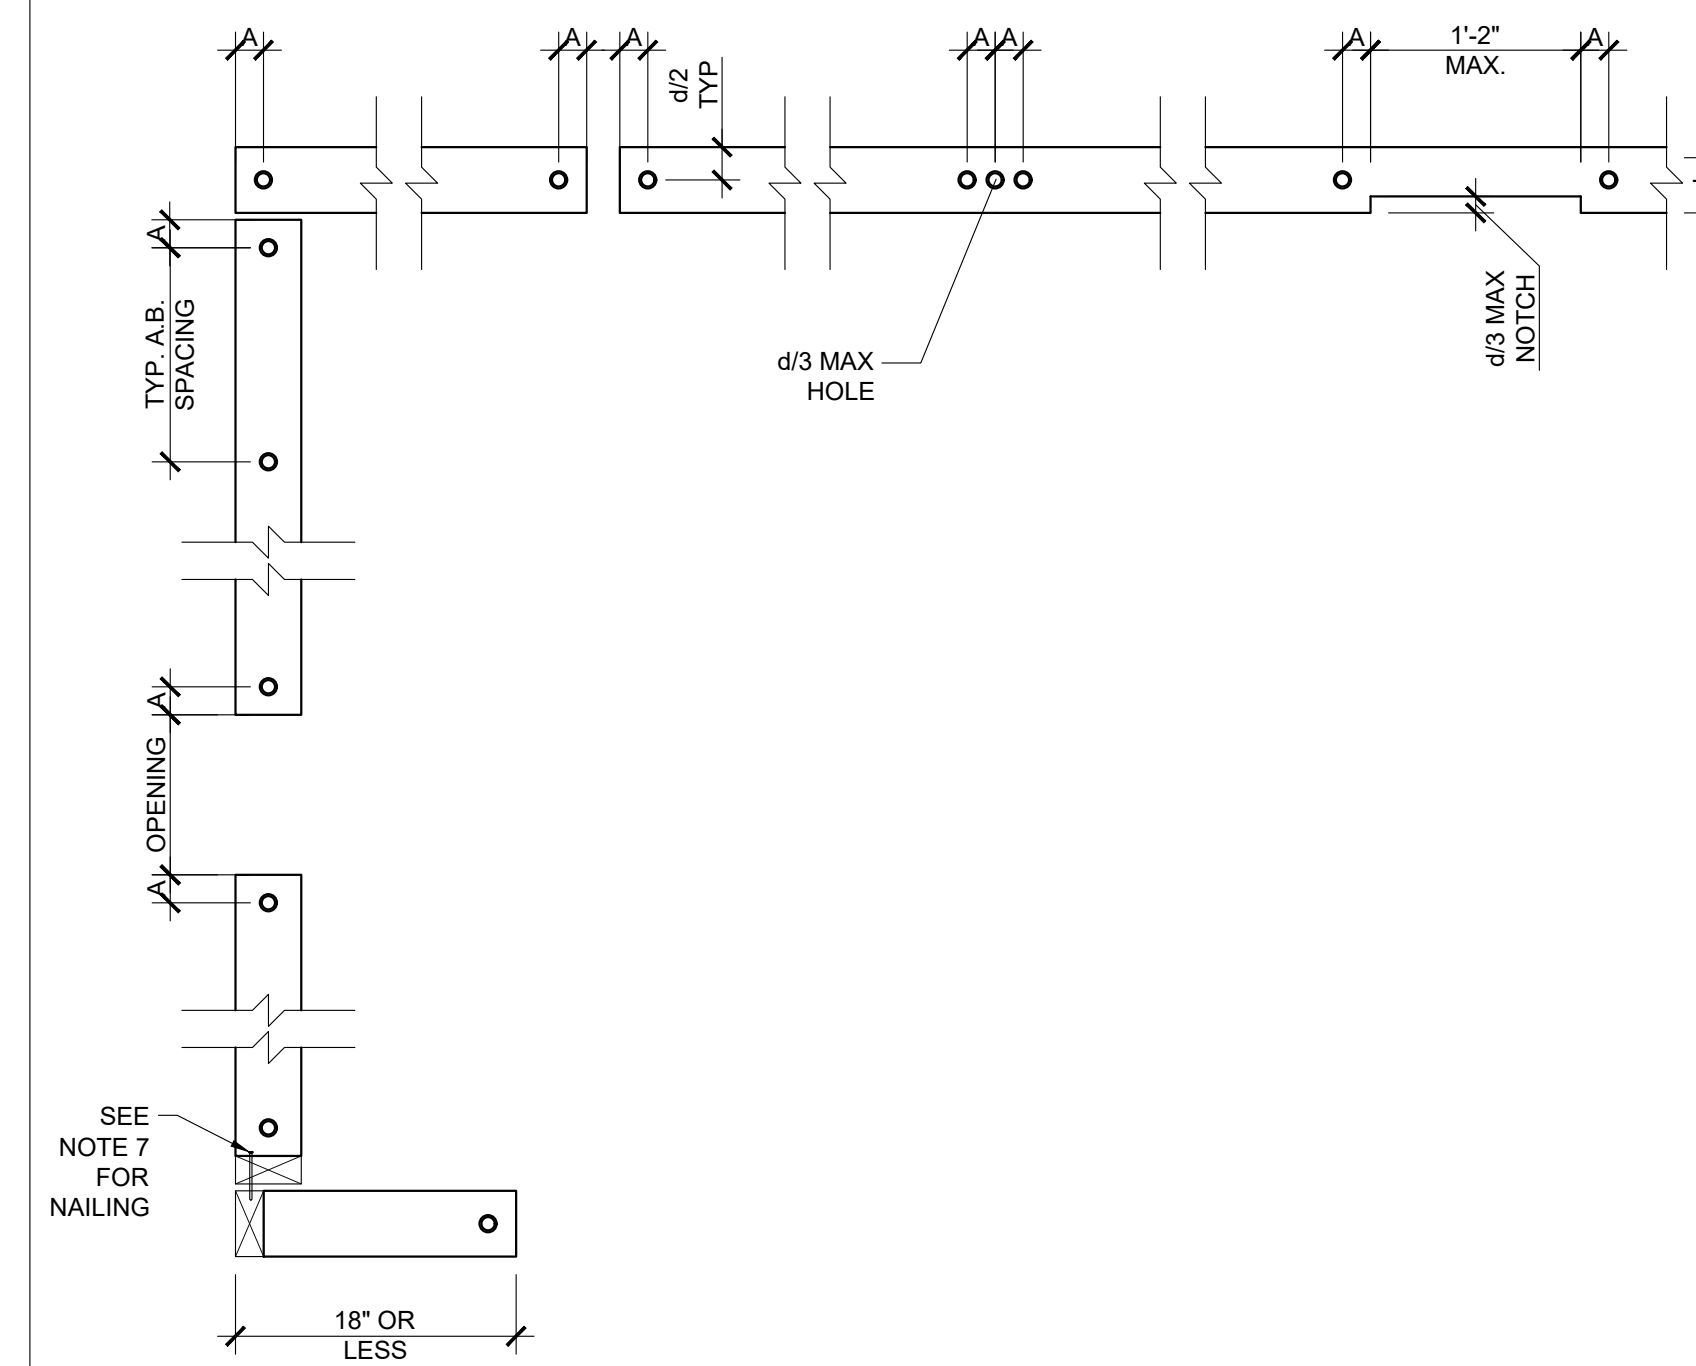 A
A
A
d/2
TYP
A
A
A
1'-2"
MAX.
A
A
TYP. A.B.
SPACING
d/3 MAX
HOLE
d/3 MAX
NOTCH
A
OPENING
A
SEE
NOTE 7
FOR
NAILING
18" OR
LESS